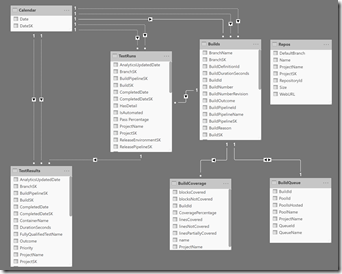 Calendar
Date
DateSK
TestRuns
AnalyticsUpdatedDate
BranchSK
BuildPipelineSK
BuildSK
CompletedDate
CompletedDateSK
HasDetail
IsAutomated
Pass Percentage
ProjectName
ProjectSK
ReleaseEnvironmentSK
ReleasePipelineSK
Builds
BranchName
BranchSK
BuildDefinitionId
BuildDurationSeconds
BuildId
BuildNumber
BuildNumberRevision
BuildOutcome
BuildPipelineId
BuildPipelineName
BuildPipelineSK
BuildReason
BuildSK
Repos
DefaultBranch
Name
ProjectName
ProjectSK
RepositoryId
Size
WebURL
TestResults
AnalyticsUpdatedDate
BranchSK
BuildPipelineSK
BuildSK
CompletedDate
CompletedDateSK
ContainerName
DurationSeconds
FullyQualifiedTestName
Outcome
Priority
ProjectName
ProjectSK
BuildCoverage
blocksCovered
blocksNotCovered
BuildId
CoveragePercentage
linesCovered
linesNotCovered
linesPartiallyCovered
name
ProjectName
BuildQueue
BuildId
PoolId
PoolIsHosted
PoolName
ProjectName
QueueId
QueueName